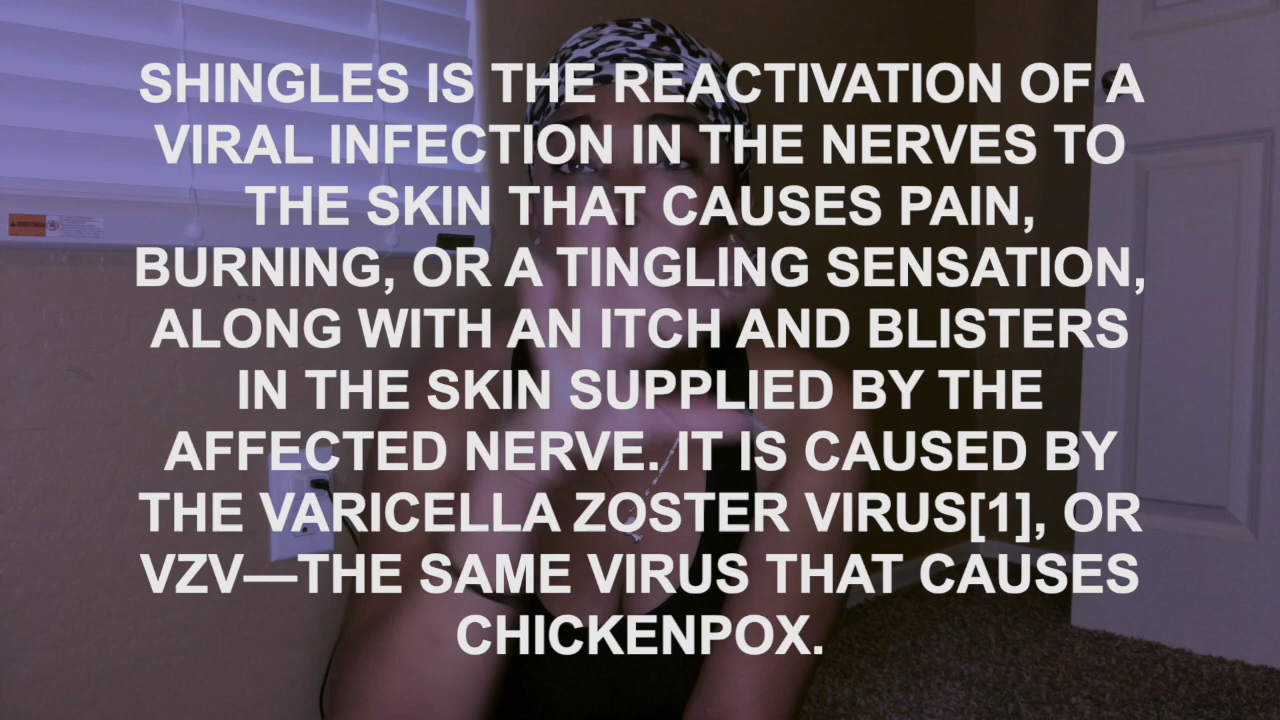 SHINGLES IS THE REACTIVATION OF A
VIRAL INFECTION IN THE NERVES TO
THE SKIN THAT CAUSES PAIN,
BURNING, OR A TINGLING SENSATION,
ALONG WITH AN ITCH AND BLISTERS
IN THE SKIN SUPPLIED BY THE
AFFECTED NERVE. IT IS CAUSED BY
THE VARICELLA ZOSTER VIRUS[1], OR
VZV—THE SAME VIRUS THAT CAUSES
CHICKENPOX.